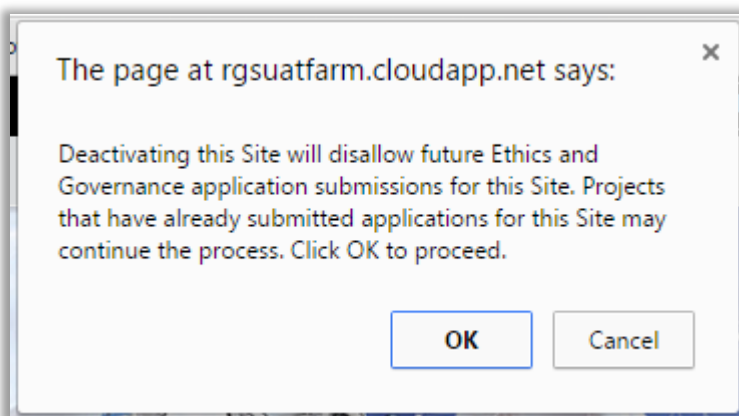 The page at rgsuatfarm.cloudapp.net says:
Deactivating this Site will disallow future Ethics and
Governance application submissions for this Site. Projects
that have already submitted applications for this Site may
continue the process. Click OK to proceed.
OK Cancel